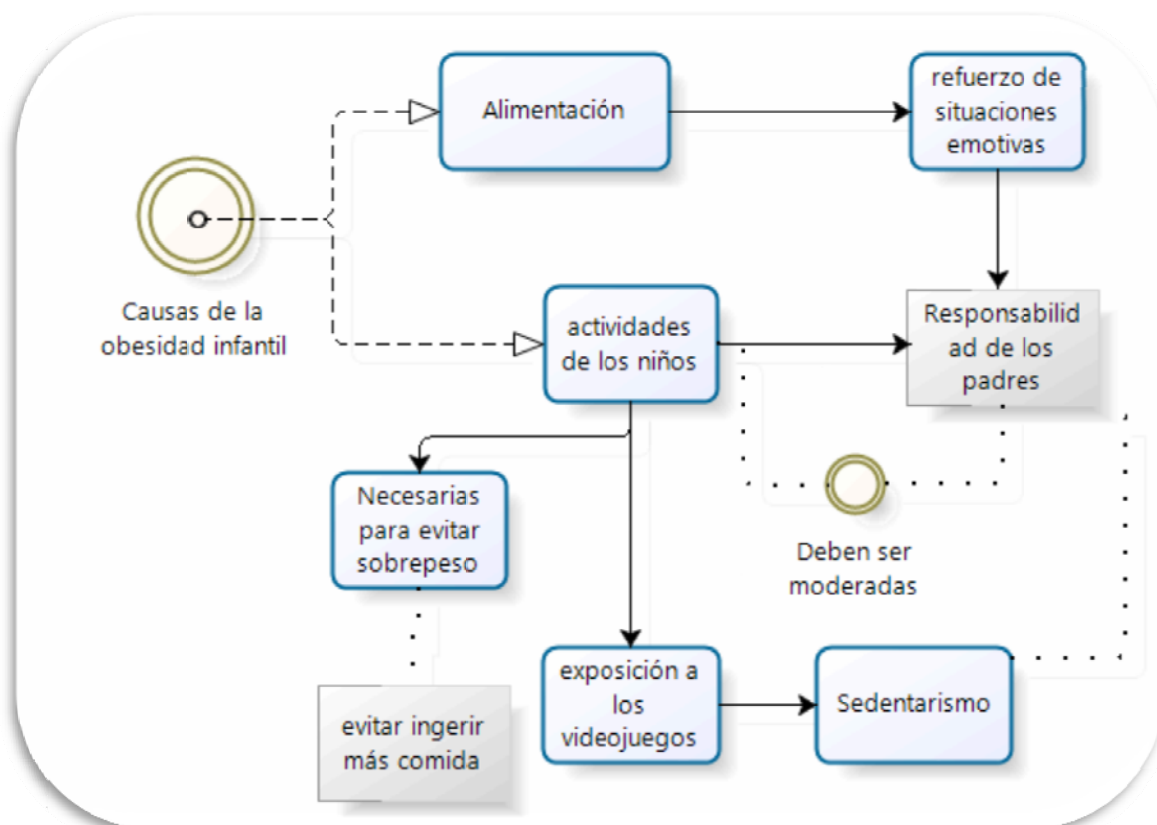 Alimentación
refuerzo de
situaciones
emotivas
Causas de la
obesidad infantil
actividades
de los niños
Responsabilid
ad de los
padres
Necesarias
para evitar
sobrepeso
Deben ser
moderadas
evitar ingerir
más comida
exposición a
los
videojuegos
Sedentarismo